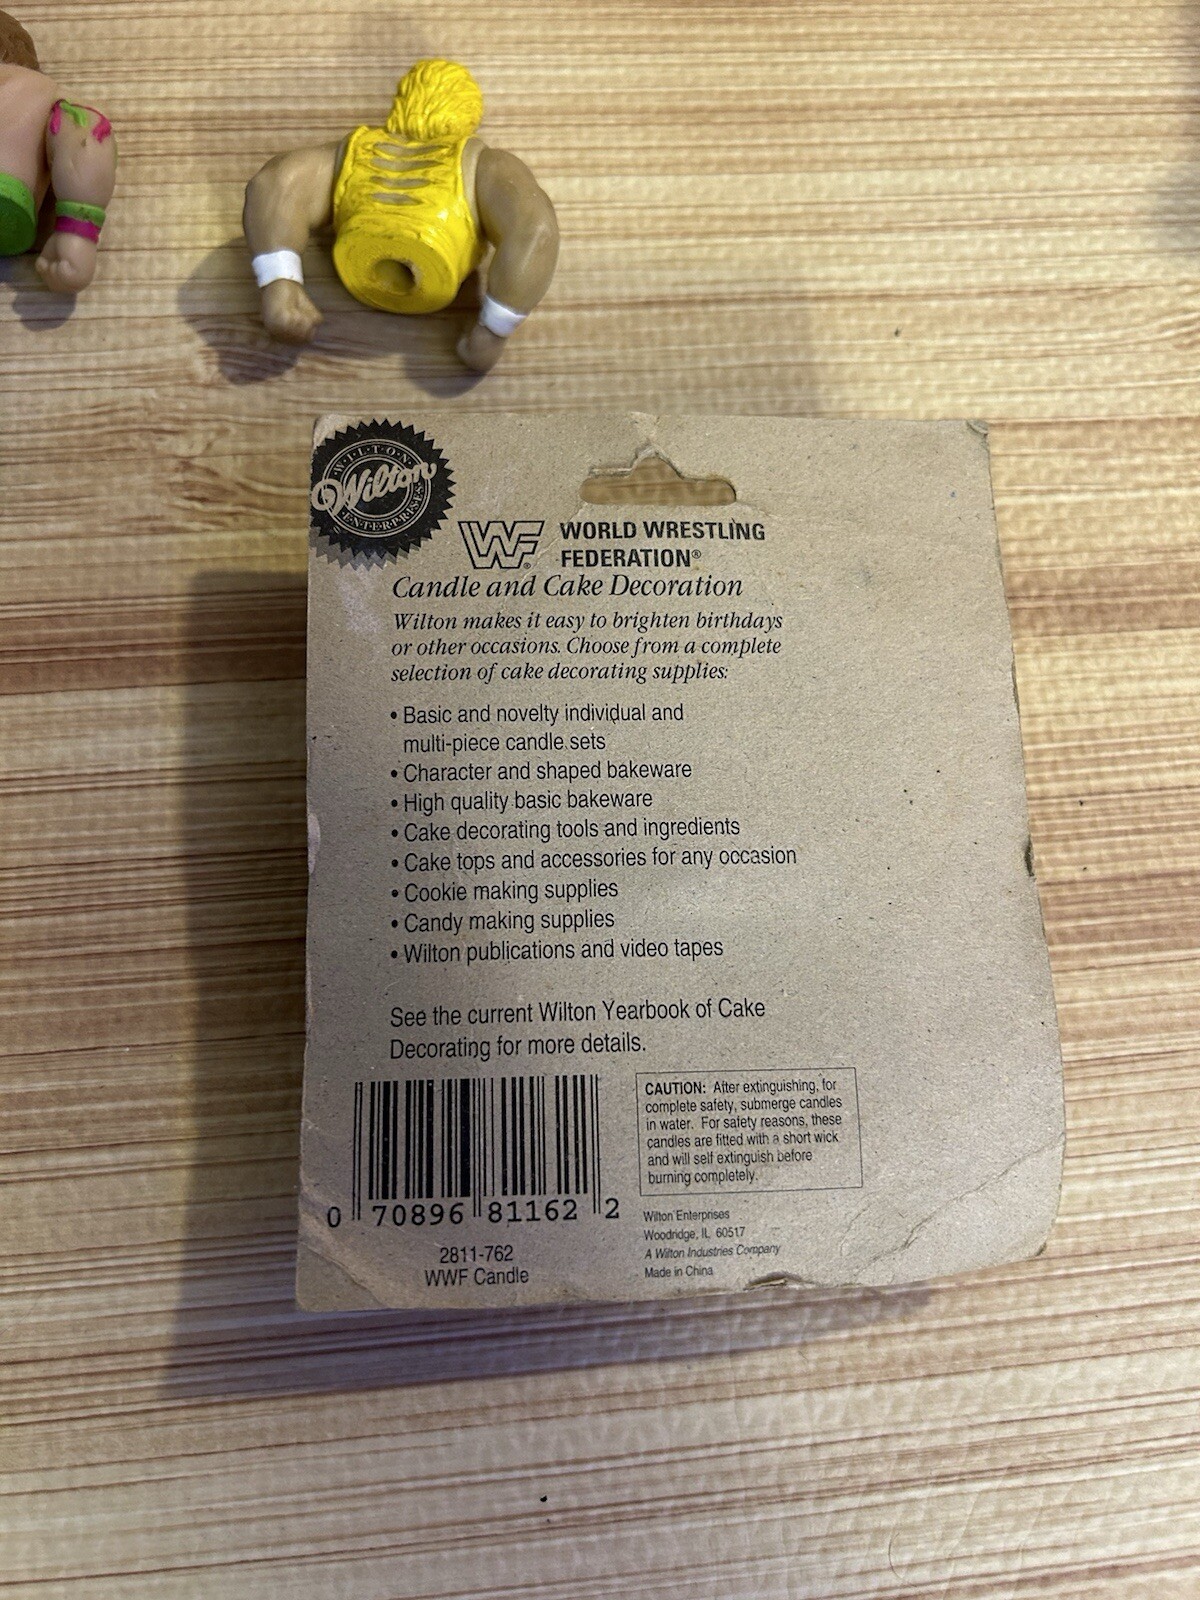 WILTON
Wilton
ENTERPRISES
WF WORLD WRESTLING
FEDERATION®
Candle and Cake Decoration
Wilton makes it easy to brighten birthdays
or other occasions. Choose from a complete
selection of cake decorating supplies:
• Basic and novelty individual and
multi-piece candle sets
• Character and shaped bakeware
• High quality basic bakeware
• Cake decorating tools and ingredients
• Cake tops and accessories for any occasion
• Cookie making supplies
• Candy making supplies
• Wilton publications and video tapes
See the current Wilton Yearbook of Cake
Decorating for more details.
0 70896 81162 2
2811-762
WWF Candle
CAUTION: After extinguishing, for
complete safety, submerge candles
in water. For safety reasons, these
candles are fitted with a short wick
and will self extinguish before
burning completely.
Wilton Enterprises
Woodridge, IL 60517
A Wilton Industries Company
Made in China